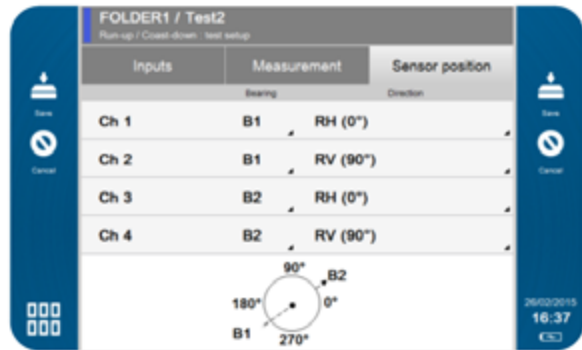 FOLDER1 / Test2
Run-up / Coast-down : test setup
Inputs Measurement Sensor position
Bearing Direction
Save Save
Ch 1 B1 RH (0°)
Cancel Cancel
Ch 2 B1 RV (90°)
Ch 3 B2 RH (0°)
Ch 4 B2 RV (90°)
90° B2
180° 0°
B1 270°
26/02/2015
16:37